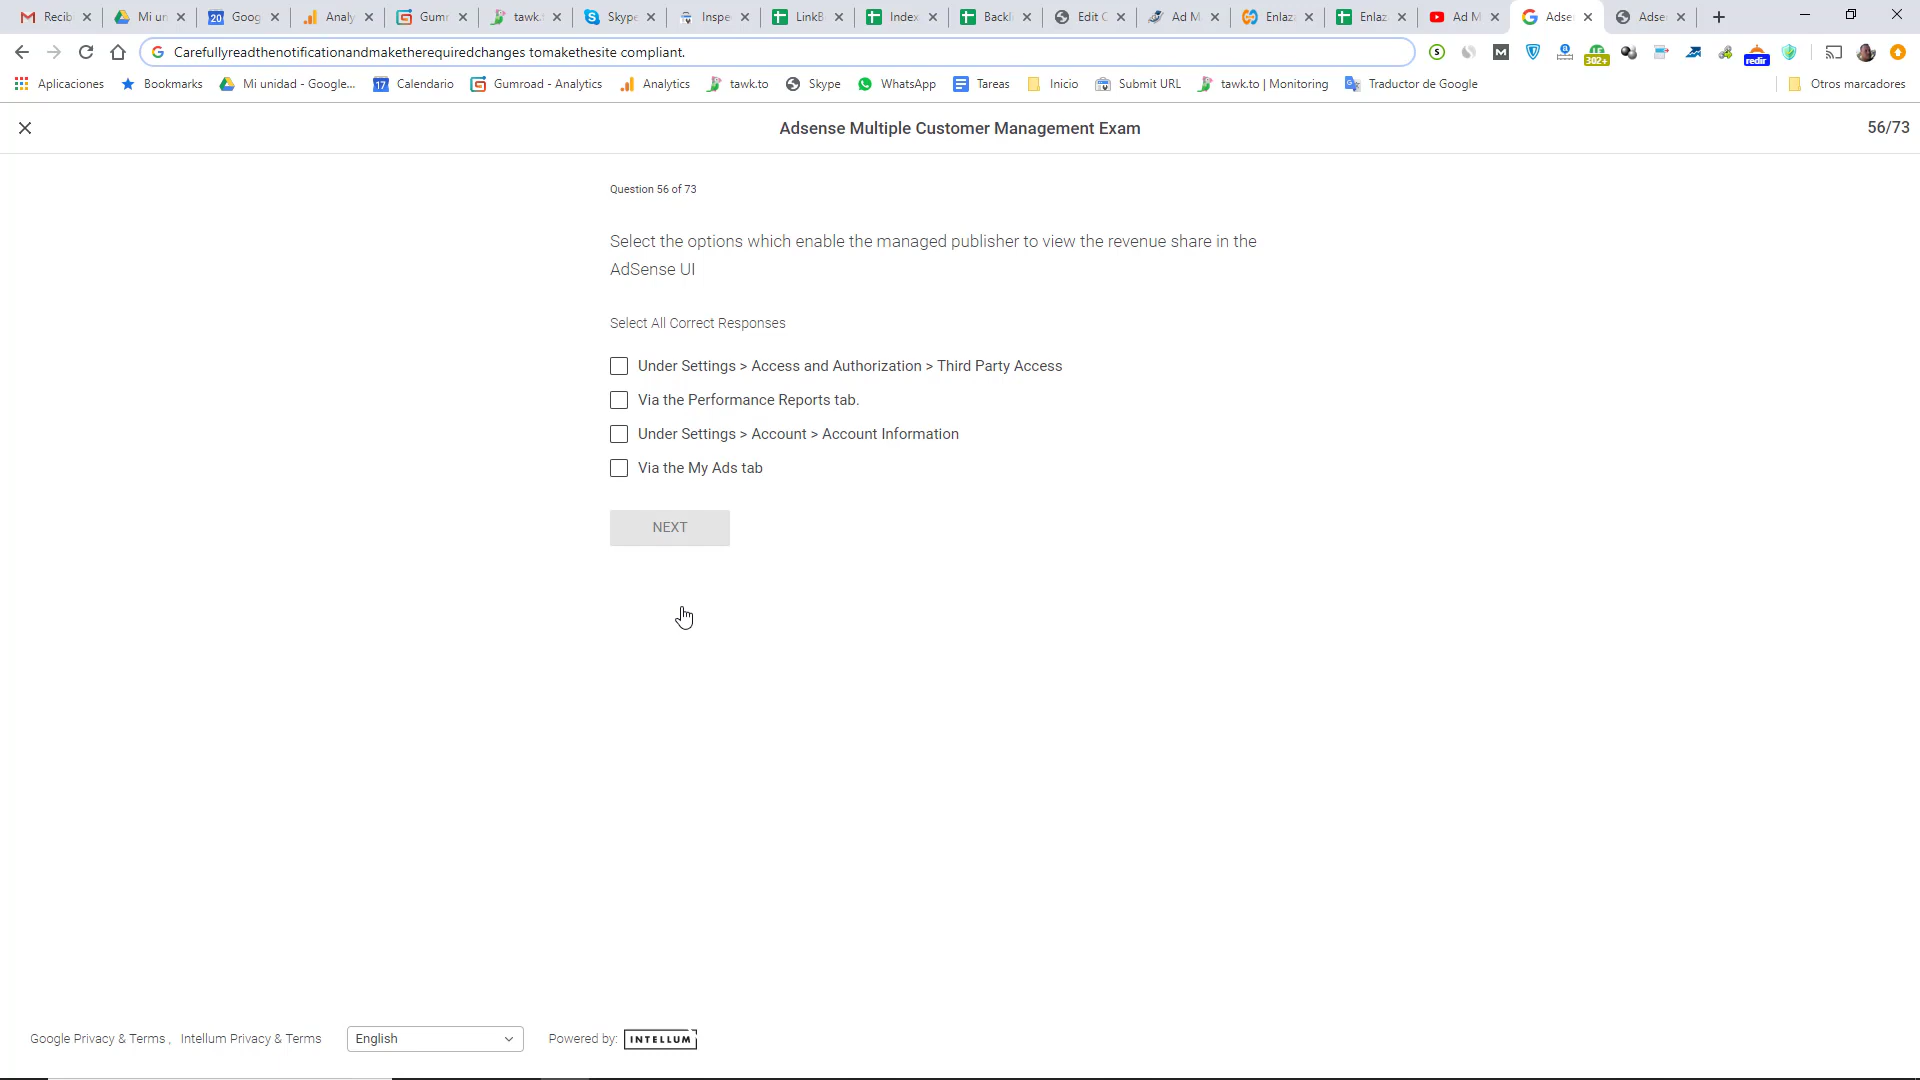 Recib
Mi un
Goog
Analy
Gumr
tawk.
Skype
Inspe
LinkB
Index
Backl
Edit C
Ad M
Enlaz
Enlaz
Ad M
Adse
Adse
Carefullyreadthenotificationandmaketherequiredchanges tomakethesite compliant.
302+
redir
Aplicaciones
Bookmarks
Mi unidad - Google...
Calendario
Gumroad - Analytics
Analytics
tawk.to
Skype
WhatsApp
Tareas
Inicio
Submit URL
tawk.to | Monitoring
Traductor de Google
Otros marcadores
Adsense Multiple Customer Management Exam
56/73
Question 56 of 73
Select the options which enable the managed publisher to view the revenue share in the
AdSense UI
Select All Correct Responses
Under Settings > Access and Authorization > Third Party Access
Via the Performance Reports tab.
Under Settings > Account > Account Information
Via the My Ads tab
NEXT
Google Privacy & Terms , Intellum Privacy & Terms
English
Powered by: INTELLUM